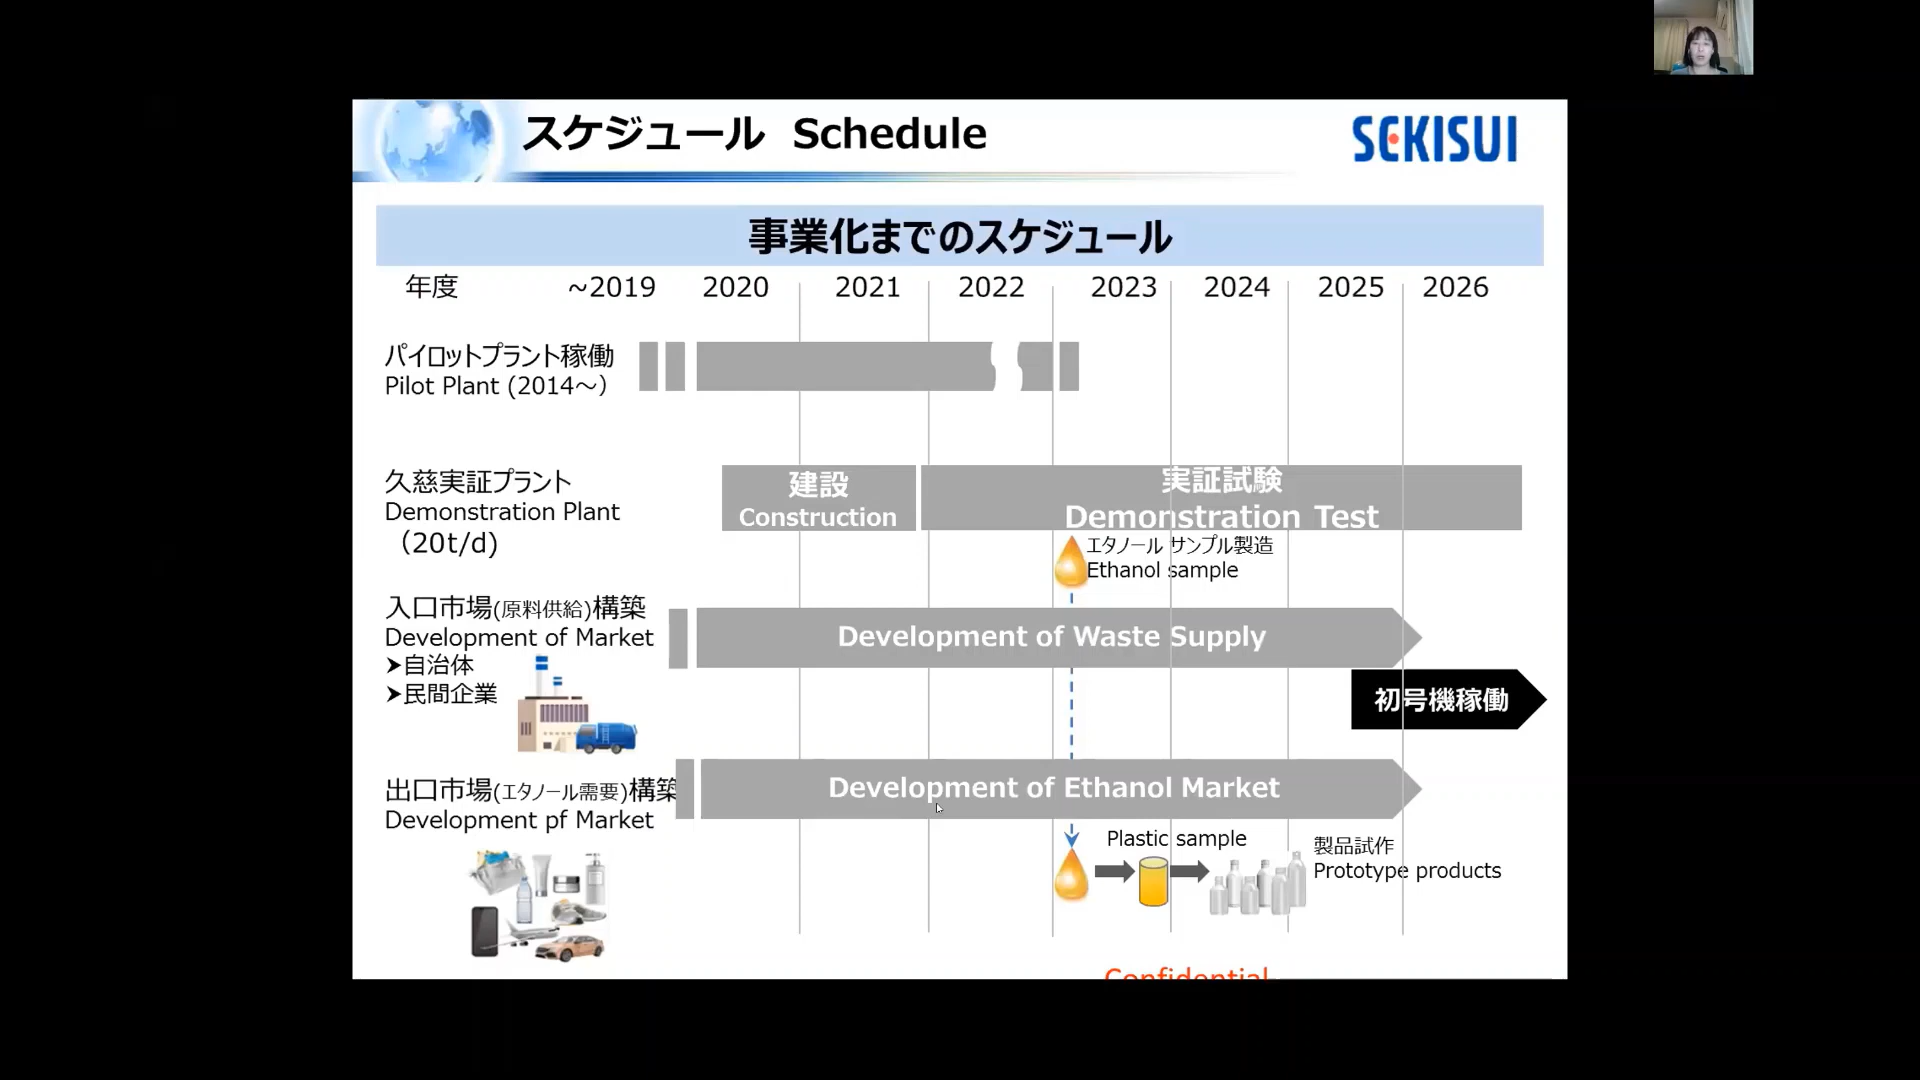 スケジュール Schedule
SEKISUI
事業化までのスケジュール
年度 ~2019 2020 2021 2022 2023 2024 2025 2026
パイロットプラント稼働
Pilot Plant (2014～)
久慈実証プラント
Demonstration Plant
（20t/d)
建設
Construction
実証試験
Demonstration Test
エタノール サンプル製造
Ethanol sample
入口市場(原料供給)構築
Development of Market
➤自治体
➤民間企業
Development of Waste Supply
初号機稼働
出口市場(エタノール需要)構築
Development pf Market
Development of Ethanol Market
Plastic sample
製品試作
Prototype products
Confidential